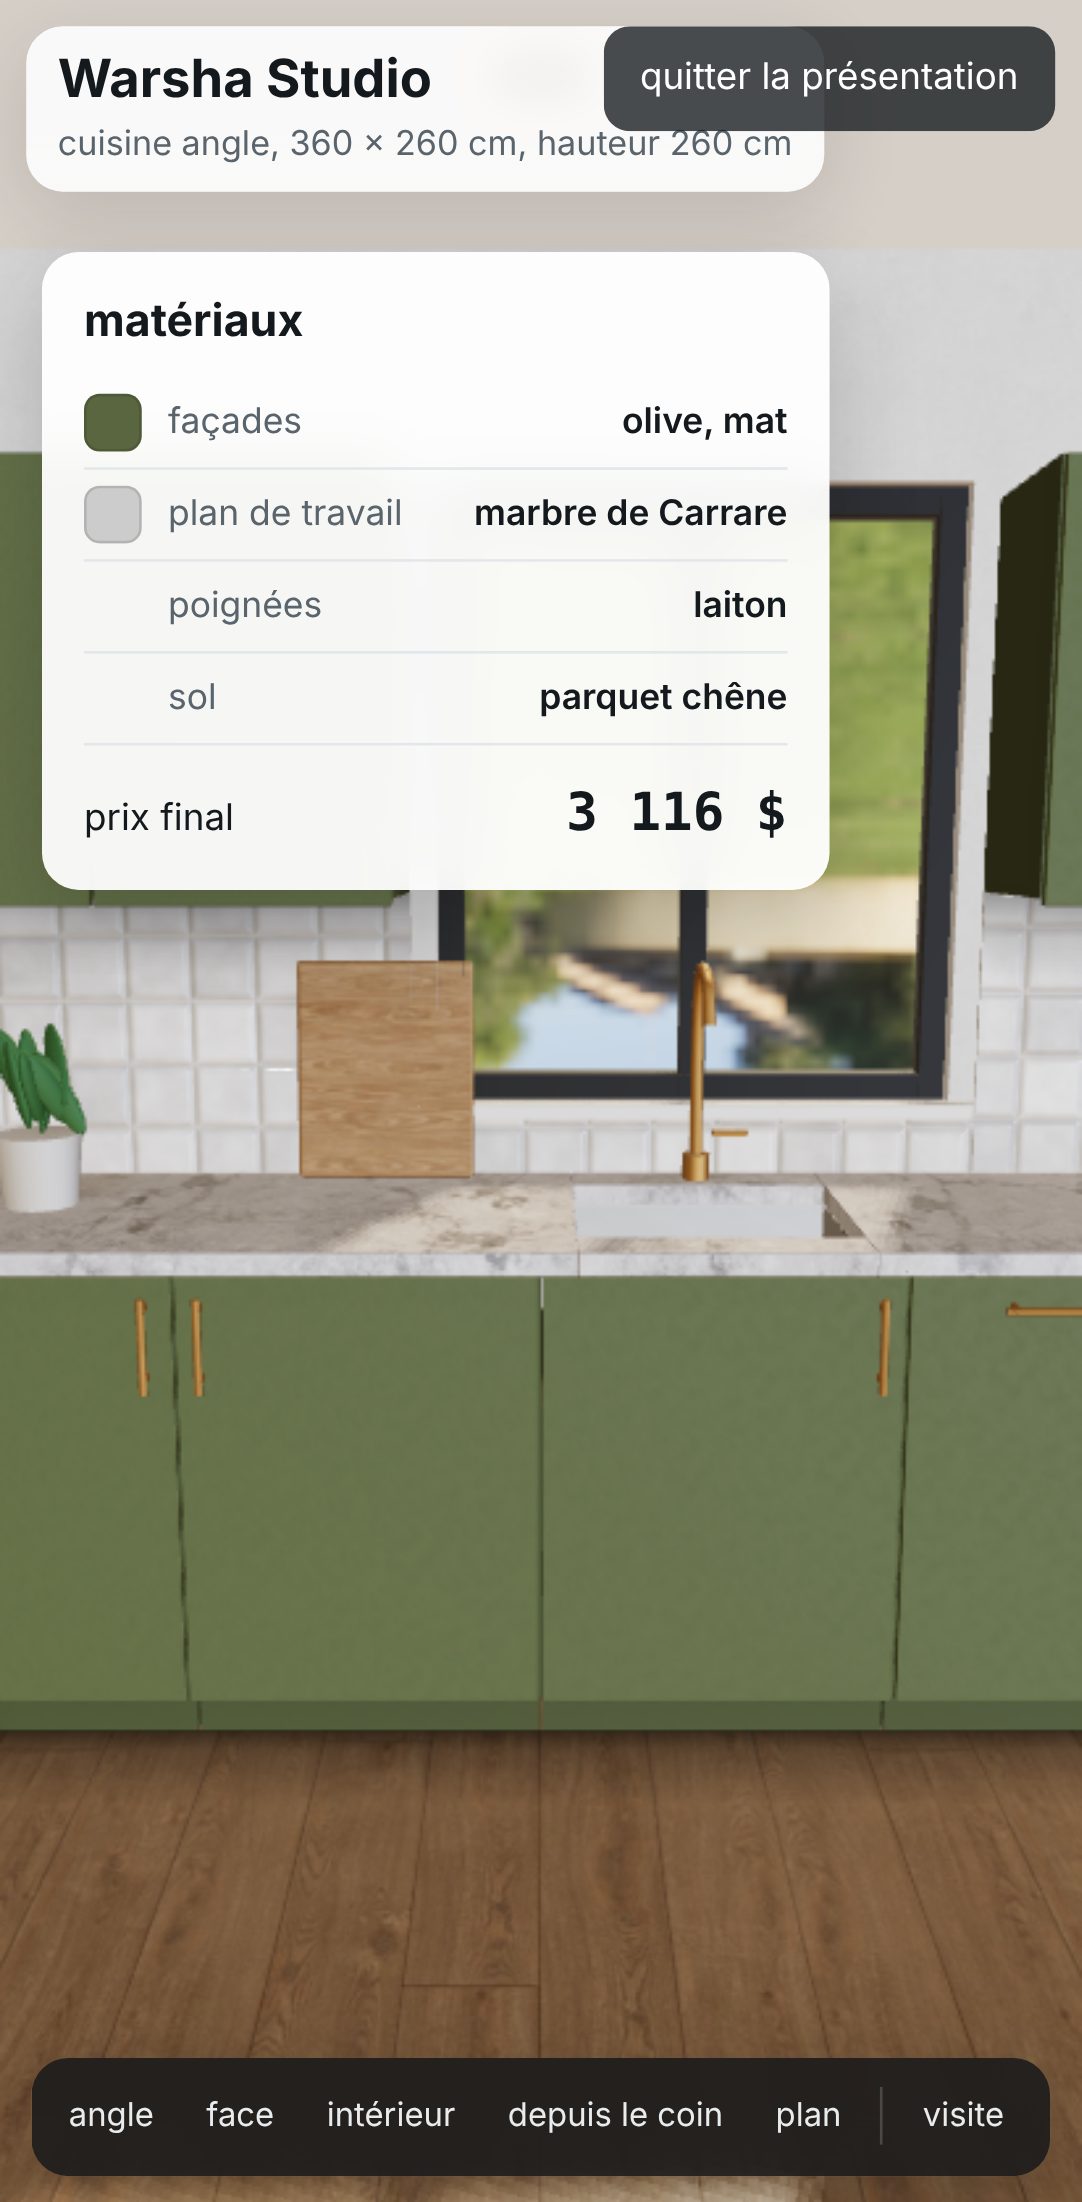 Warsha Studio
quitter la présentation
cuisine angle, 360 × 260 cm, hauteur 260 cm
matériaux
façades olive, mat
plan de travail marbre de Carrare
poignées laiton
sol parquet chêne
prix final 3 116 $
angle face intérieur depuis le coin plan visite